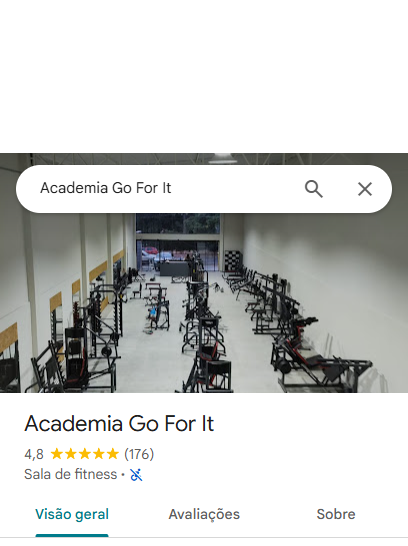 Academia Go For It
Academia Go For It
4,8 ★★★★★ (176)
Sala de fitness ·
Visão geral Avaliações Sobre